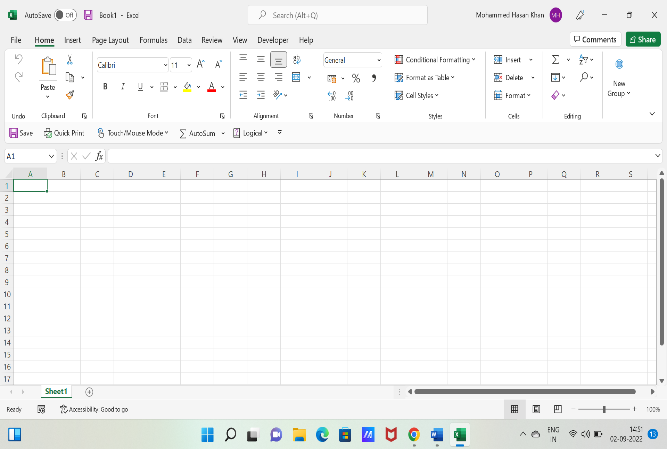 AutoSave Off Book1 - Excel Search (Alt+Q) Mohammed Hasan Khan MH
File Home Insert Page Layout Formulas Data Review View Developer Help Comments Share
Calibri 11 General Conditional Formatting Insert
Paste Format as Table Delete New
Cell Styles Format Group
Undo Clipboard Font Alignment Number Styles Cells Editing
Save Quick Print Touch/Mouse Mode AutoSum Logical
A1 fx
A B C D E F G H I J K L M N O P Q R S
1
2
3
4
5
6
7
8
9
10
11
12
13
14
15
16
17
Sheet1
Ready Accessibility: Good to go 100%
ENG
IN
14:51
02-09-2022
13